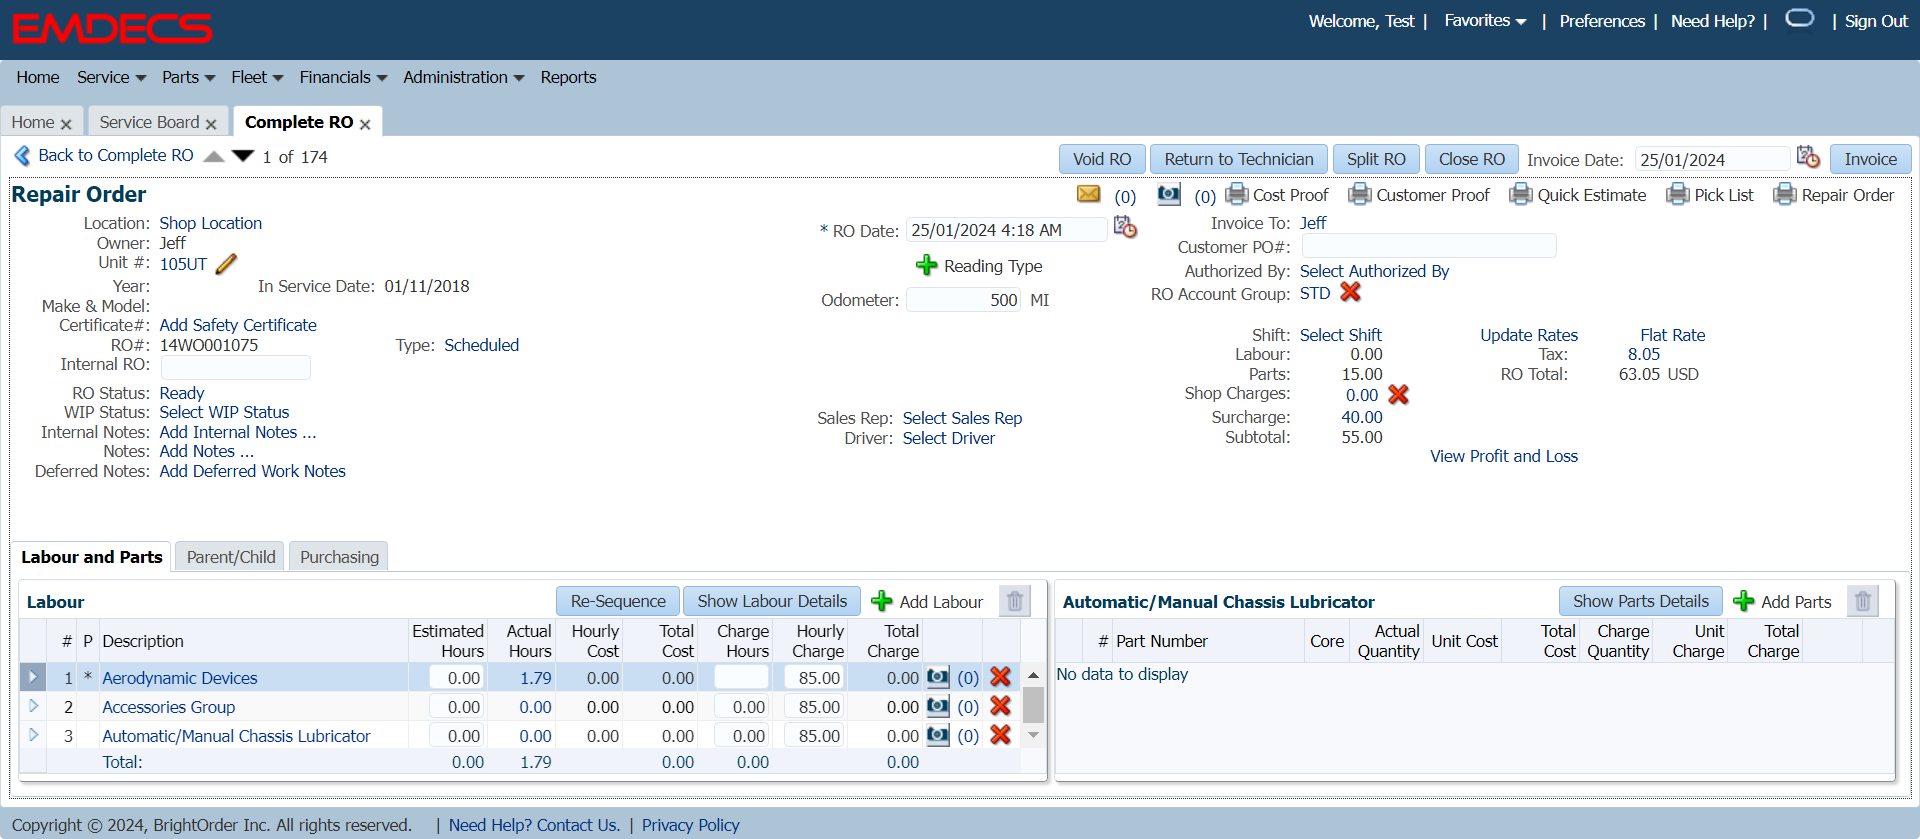 EMDECS
Welcome, Test | Favorites | Preferences | Need Help? | | Sign Out
Home Service Parts Fleet Financials Administration Reports
Home Service Board Complete RO
Back to Complete RO 1 of 174 Void RO Return to Technician Split RO Close RO Invoice Date: 25/01/2024 Invoice
Repair Order (0) (0) Cost Proof Customer Proof Quick Estimate Pick List Repair Order
Location: Shop Location * RO Date: 25/01/2024 4:18 AM Invoice To: Jeff
Owner: Jeff Customer PO#:
Unit #: 105UT Reading Type Authorized By: Select Authorized By
Year: In Service Date: 01/11/2018 Odometer: 500 MI RO Account Group: STD
Make & Model:
Certificate#: Add Safety Certificate
RO#: 14WO001075 Type: Scheduled Shift: Select Shift Update Rates Flat Rate
Internal RO: Labour: 0.00 Tax: 8.05
Parts: 15.00 RO Total: 63.05 USD
RO Status: Ready Shop Charges: 0.00
WIP Status: Select WIP Status Sales Rep: Select Sales Rep Surcharge: 40.00
Internal Notes: Add Internal Notes ... Driver: Select Driver Subtotal: 55.00
Notes: Add Notes ... View Profit and Loss
Deferred Notes: Add Deferred Work Notes
Labour and Parts Parent/Child Purchasing
Labour Re-Sequence Show Labour Details Add Labour
# P Description Estimated Hours Actual Hours Hourly Cost Total Cost Charge Hours Hourly Charge Total Charge
1 * Aerodynamic Devices 0.00 1.79 0.00 0.00 85.00 0.00 (0)
2 Accessories Group 0.00 0.00 0.00 0.00 0.00 85.00 0.00 (0)
3 Automatic/Manual Chassis Lubricator 0.00 0.00 0.00 0.00 0.00 85.00 0.00 (0)
Total: 0.00 1.79 0.00 0.00 0.00
Automatic/Manual Chassis Lubricator Show Parts Details Add Parts
# Part Number Core Actual Quantity Unit Cost Total Cost Charge Quantity Unit Charge Total Charge
No data to display
Copyright © 2024, BrightOrder Inc. All rights reserved. | Need Help? Contact Us. | Privacy Policy